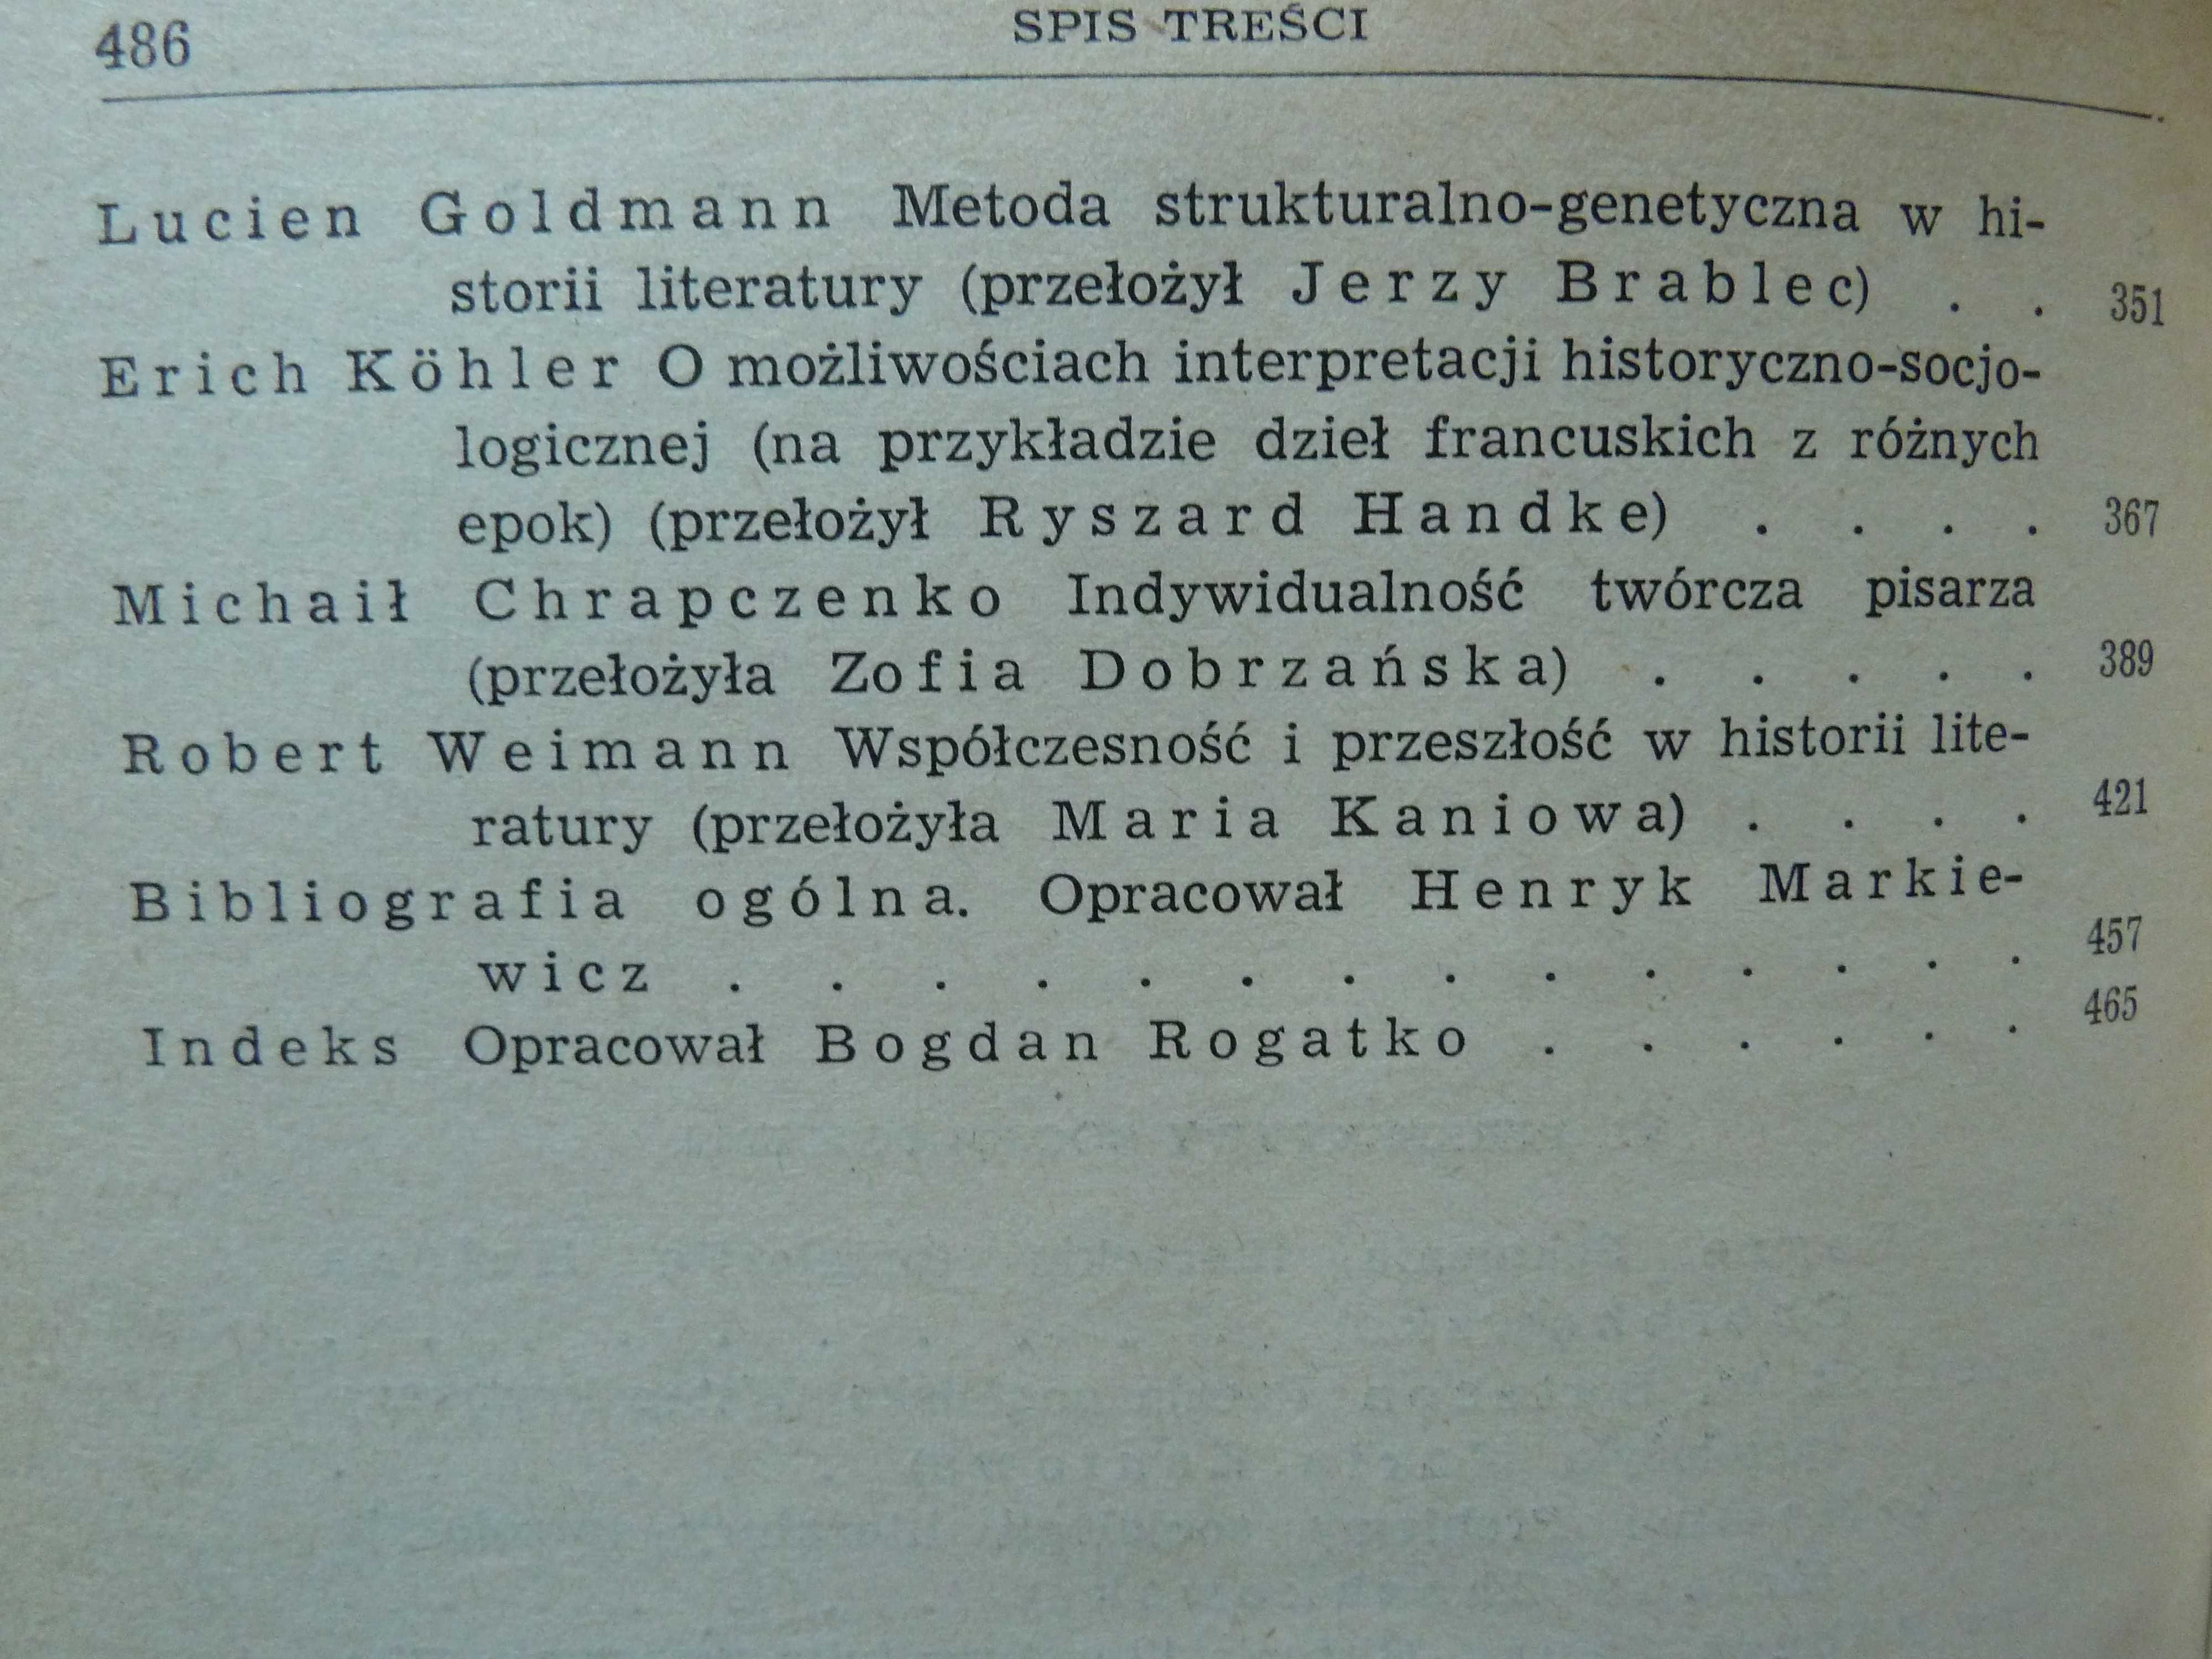 486 SPIS TREŚCI
Lucien Goldmann Metoda strukturalno-genetyczna w hi-
storii literatury (przełożył Jerzy Brablec) . . 351
Erich Köhler O możliwościach interpretacji historyczno-socjo-
logicznej (na przykładzie dzieł francuskich z różnych
epok) (przełożył Ryszard Handke) . . . . 367
Michaił Chrapczenko Indywidualność twórcza pisarza
(przełożyła Zofia Dobrzańska) . . . . . 389
Robert Weimann Współczesność i przeszłość w historii lite-
ratury (przełożyła Maria Kaniowa) . . . . 421
Bibliografia ogólna. Opracował Henryk Markie-
wicz . . . . . . . . . . . . . . 457
Indeks Opracował Bogdan Rogatko . . . . . . 465